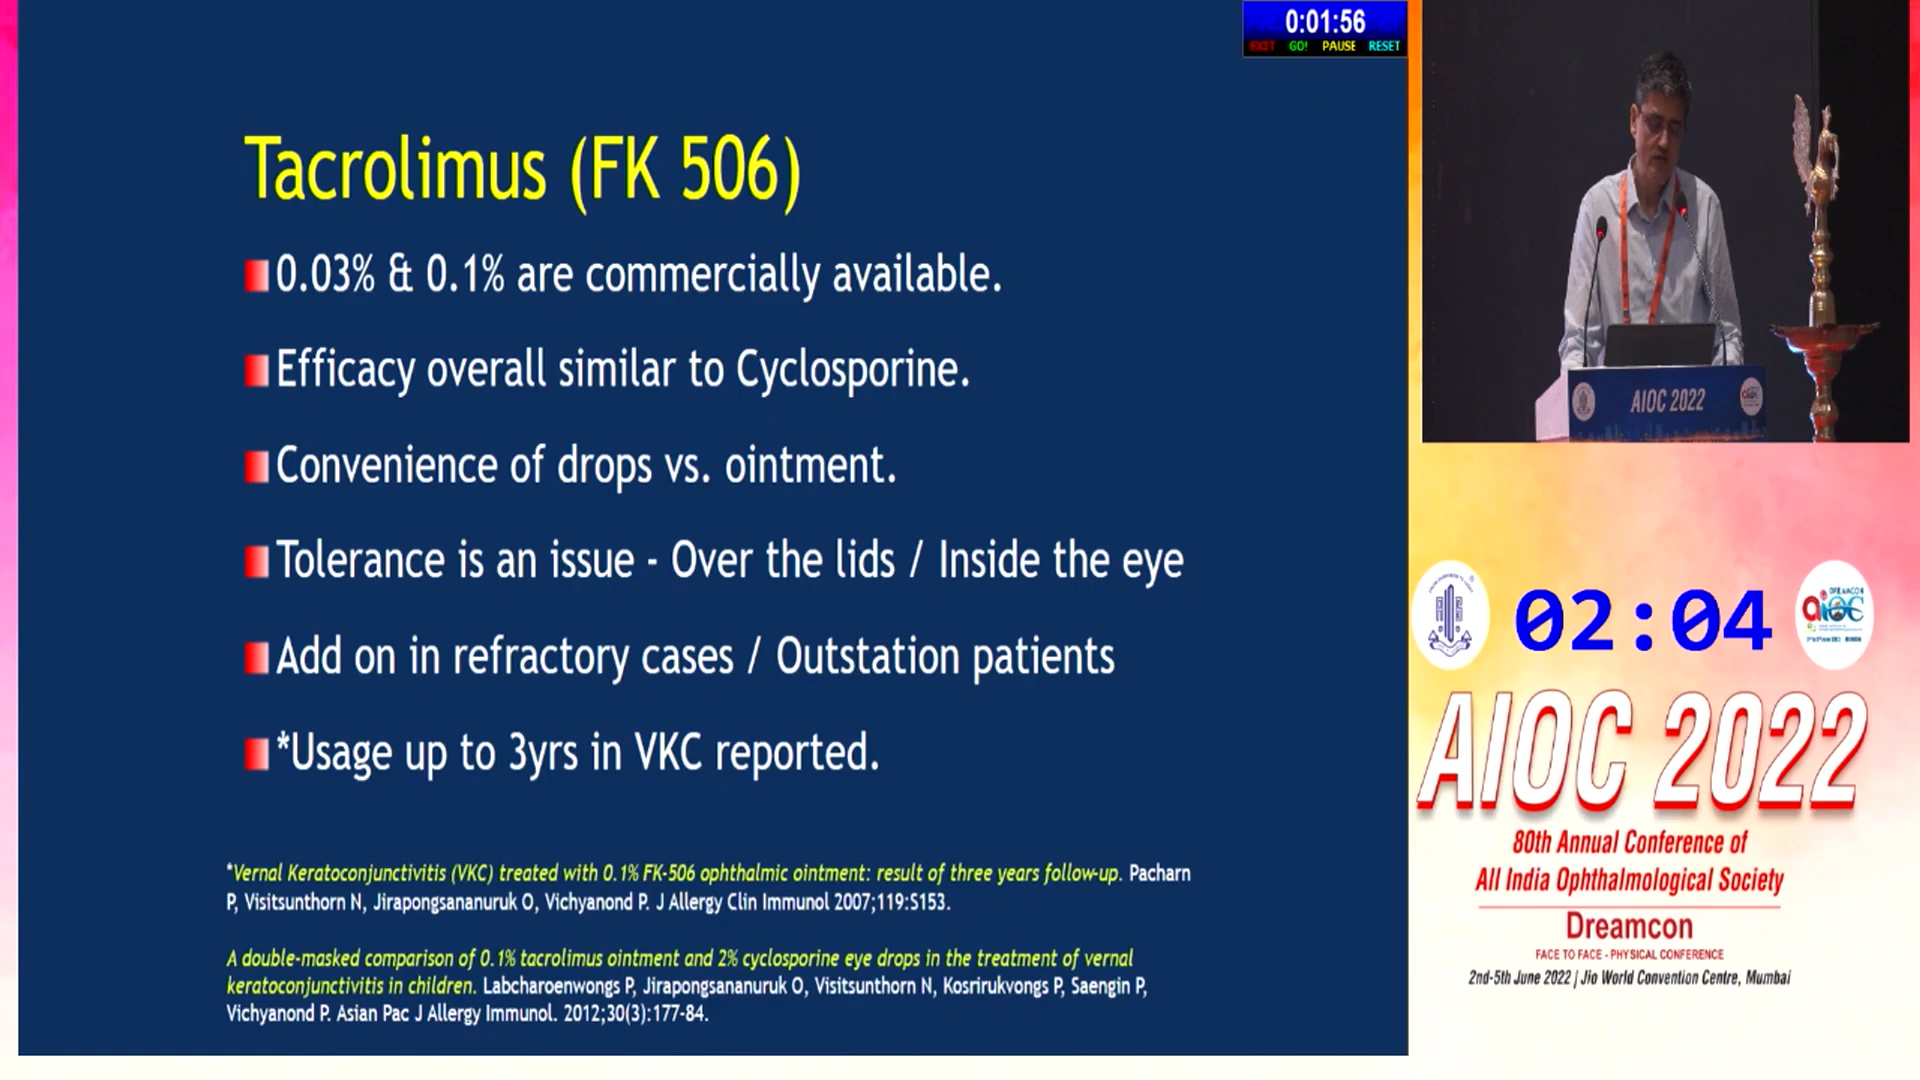 0:01:56
EXIT GO! PAUSE RESET
Tacrolimus (FK 506)
0.03% & 0.1% are commercially available.
Efficacy overall similar to Cyclosporine.
Convenience of drops vs. ointment.
Tolerance is an issue - Over the lids / Inside the eye
Add on in refractory cases / Outstation patients
*Usage up to 3yrs in VKC reported.
*Vernal Keratoconjunctivitis (VKC) treated with 0.1% FK-506 ophthalmic ointment: result of three years follow-up. Pacharn
P, Visitsunthorn N, Jirapongsananuruk O, Vichyanond P. J Allergy Clin Immunol 2007;119:S153.
A double-masked comparison of 0.1% tacrolimus ointment and 2% cyclosporine eye drops in the treatment of vernal
keratoconjunctivitis in children. Labcharoenwongs P, Jirapongsananuruk O, Visitsunthorn N, Kosrirukvongs P, Saengin P,
Vichyanond P. Asian Pac J Allergy Immunol. 2012;30(3):177-84.
AIOC 2022
02:04
AIOC 2022
80th Annual Conference of
All India Ophthalmological Society
Dreamcon
FACE TO FACE - PHYSICAL CONFERENCE
2nd-5th June 2022 | Jio World Convention Centre, Mumbai